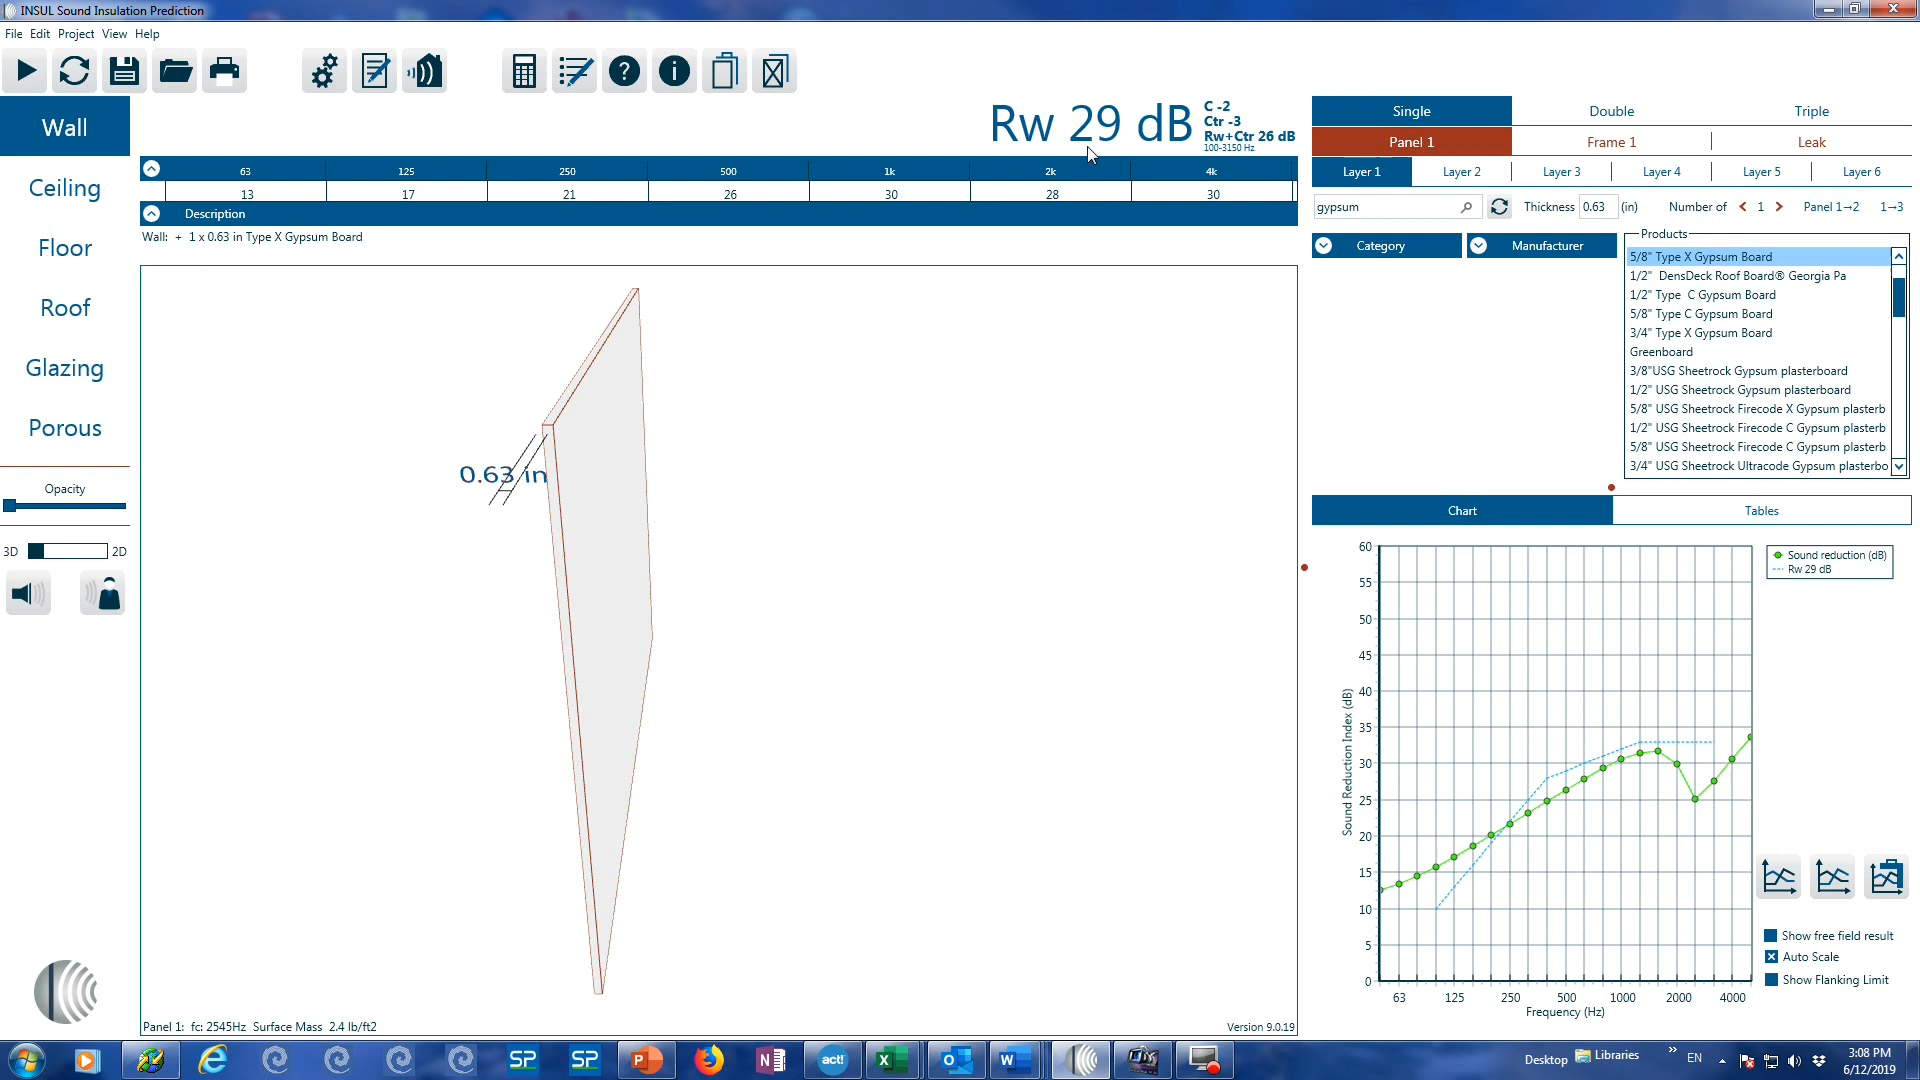 INSUL Sound Insulation Prediction
File Edit Project View Help
Wall
Ceiling
Floor
Roof
Glazing
Porous
Opacity
3D 2D
Rw 29 dB
C -2
Ctr -3
Rw+Ctr 26 dB
100-3150 Hz
63 125 250 500 1k 2k 4k
13 17 21 26 30 28 30
Description
Wall: + 1 x 0.63 in Type X Gypsum Board
0.63 in
Panel 1: fc: 2545Hz Surface Mass 2.4 lb/ft2
Version 9.0.19
Single Double Triple
Panel 1 Frame 1 Leak
Layer 1 Layer 2 Layer 3 Layer 4 Layer 5 Layer 6
gypsum Thickness 0.63 (in) Number of < 1 > Panel 1→2 1→3
Category Manufacturer
Products
5/8" Type X Gypsum Board
1/2" DensDeck Roof Board® Georgia Pa
1/2" Type C Gypsum Board
5/8" Type C Gypsum Board
3/4" Type X Gypsum Board
Greenboard
3/8"USG Sheetrock Gypsum plasterboard
1/2" USG Sheetrock Gypsum plasterboard
5/8" USG Sheetrock Firecode X Gypsum plasterb
1/2" USG Sheetrock Firecode C Gypsum plasterb
5/8" USG Sheetrock Firecode C Gypsum plasterb
3/4" USG Sheetrock Ultracode Gypsum plasterbo
Chart Tables
Sound reduction (dB)
Rw 29 dB
Sound Reduction Index (dB)
60
55
50
45
40
35
30
25
20
15
10
5
0
63 125 250 500 1000 2000 4000
Frequency (Hz)
Show free field result
Auto Scale
Show Flanking Limit
SP SP act!
Desktop Libraries » EN
3:08 PM
6/12/2019